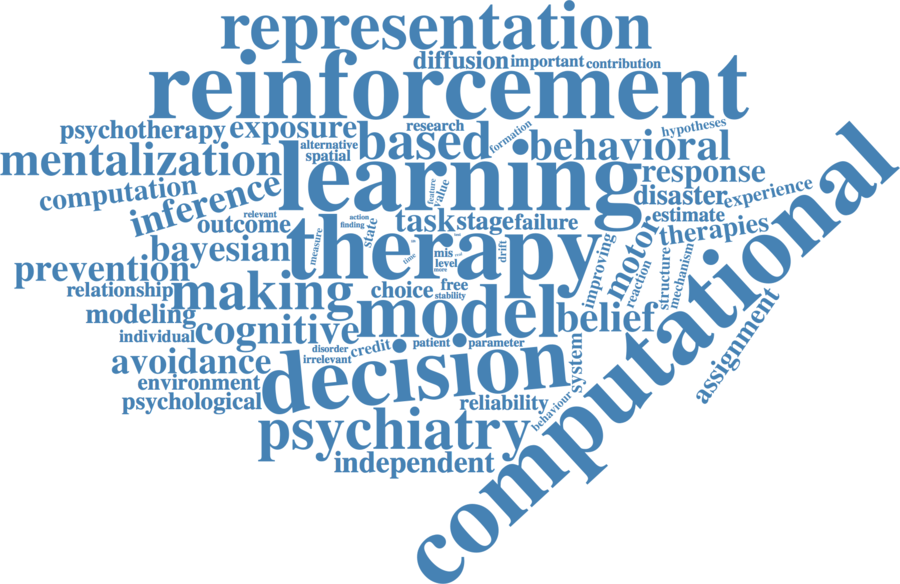 representation
diffusion important contribution
reinforcement
psychotherapy exposure research
alternative based formation behavioral hypotheses
mentalization spatial
learning response
computation inference feature value disaster experience
outcome relevant action finding state task stage failure estimate
bayesian therapy measure time mis level more drift improving motor therapies
prevention reaction structure mechanism
relationship making choice free stability
modeling model belief
individual cognitive disorder credit patient parameter
avoidance irrelevant decision system assignment
environment
psychological reliability behaviour
psychiatry
independent
computational